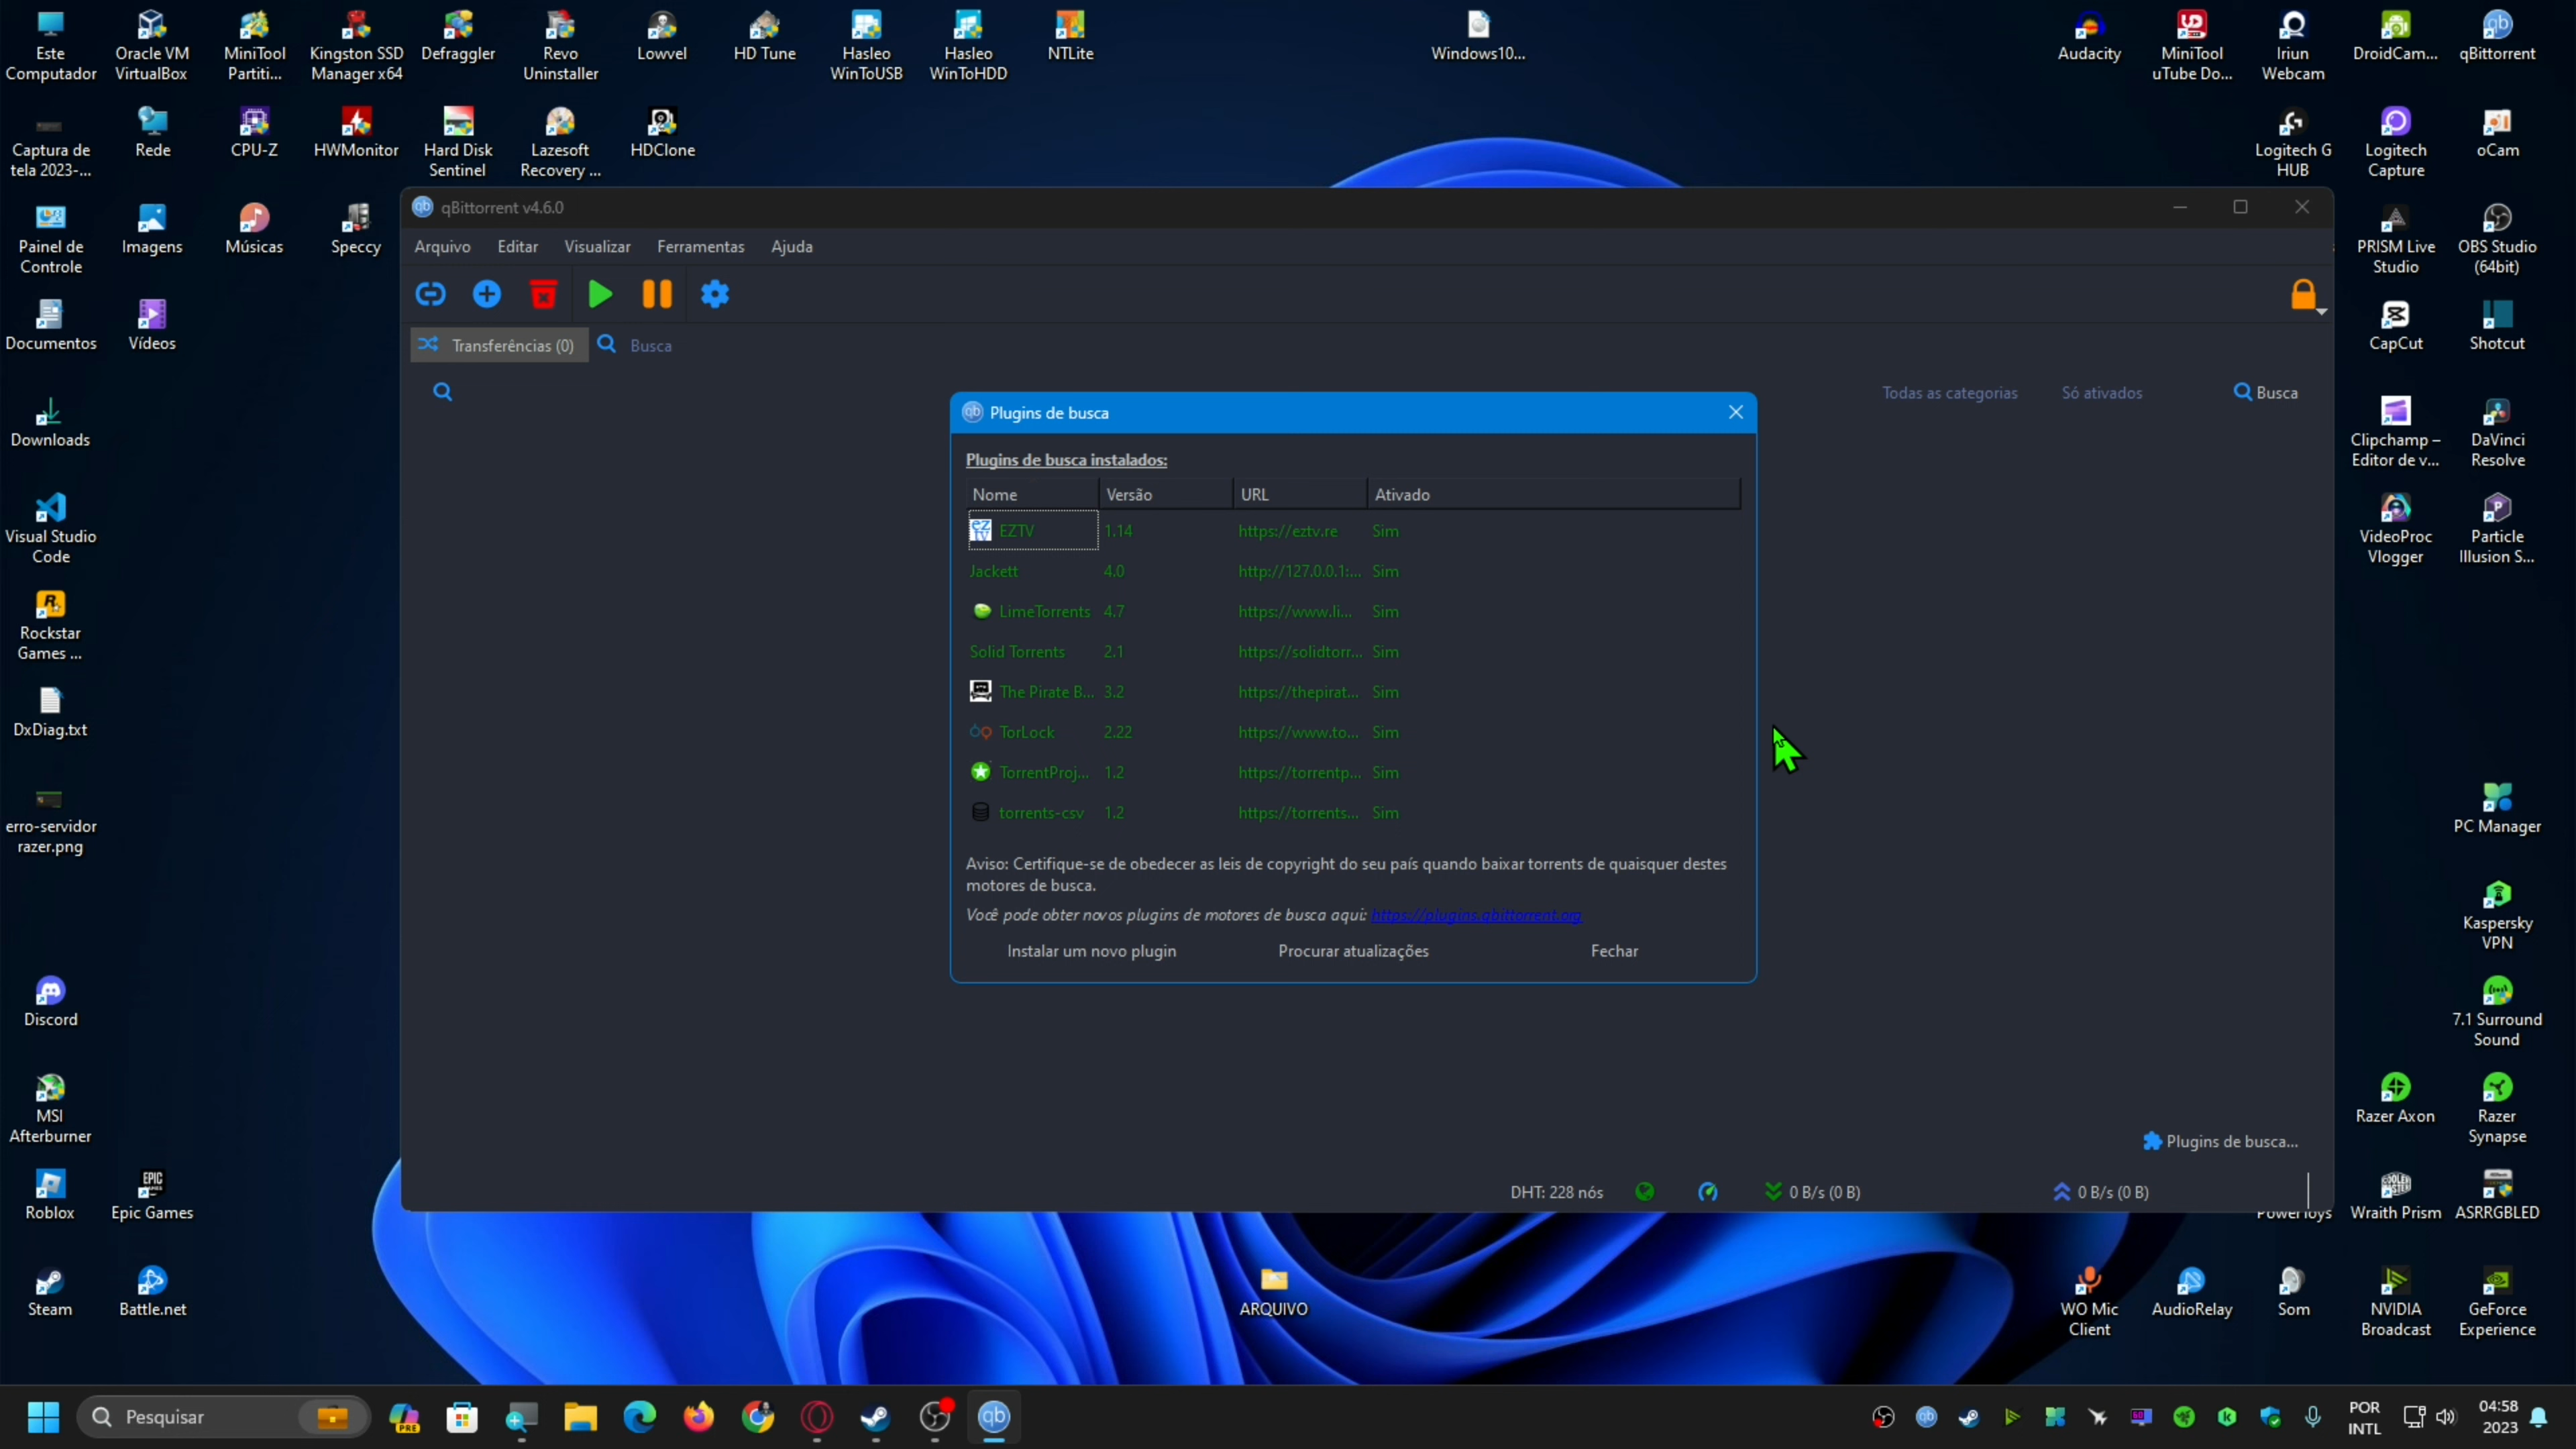 Este
Computador
Oracle VM
VirtualBox
MiniTool
Partiti...
Kingston SSD
Manager x64
Defraggler
Revo
Uninstaller
Lowvel
HD Tune
Hasleo
WinToUSB
Hasleo
WinToHDD
NTLite
Windows10...
Audacity
MiniTool
uTube Do...
Iriun
Webcam
DroidCam...
qBittorrent
Captura de
tela 2023-...
Rede
CPU-Z
HWMonitor
Hard Disk
Sentinel
Lazesoft
Recovery ...
HDClone
Logitech G
HUB
Logitech
Capture
oCam
Painel de
Controle
Imagens
Músicas
Speccy
PRISM Live
Studio
OBS Studio
(64bit)
Documentos
Vídeos
CapCut
Shotcut
Downloads
Clipchamp –
Editor de v...
DaVinci
Resolve
Visual Studio
Code
VideoProc
Vlogger
Particle
Illusion S...
Rockstar
Games ...
DxDiag.txt
erro-servidor
razer.png
PC Manager
Kaspersky
VPN
Discord
7.1 Surround
Sound
MSI
Afterburner
Razer Axon
Razer
Synapse
Roblox
Epic Games
PowerToys
Wraith Prism
ASRRGBLED
Steam
Battle.net
ARQUIVO
WO Mic
Client
AudioRelay
Som
NVIDIA
Broadcast
GeForce
Experience
qBittorrent v4.6.0
Arquivo Editar Visualizar Ferramentas Ajuda
Transferências (0) Busca
Todas as categorias Só ativados Busca
Plugins de busca
Plugins de busca instalados:
Nome Versão URL Ativado
EZTV 1.14 https://eztv.re Sim
Jackett 4.0 http://127.0.0.1:... Sim
LimeTorrents 4.7 https://www.li... Sim
Solid Torrents 2.1 https://solidtorr... Sim
The Pirate B... 3.2 https://thepirat... Sim
TorLock 2.22 https://www.to... Sim
TorrentProj... 1.2 https://torrentp... Sim
torrents-csv 1.2 https://torrents... Sim
Aviso: Certifique-se de obedecer as leis de copyright do seu país quando baixar torrents de quaisquer destes
motores de busca.
Você pode obter novos plugins de motores de busca aqui: https://plugins.qbittorrent.org
Instalar um novo plugin Procurar atualizações Fechar
Plugins de busca...
DHT: 228 nós 0 B/s (0 B) 0 B/s (0 B)
Pesquisar
PRE
POR
INTL
04:58
2023